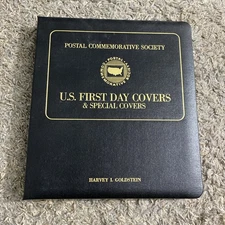 POSTAL COMMEMORATIVE SOCIETY
U.S. FIRST DAY COVERS
& SPECIAL COVERS
HARVEY I. GOLDSTEIN